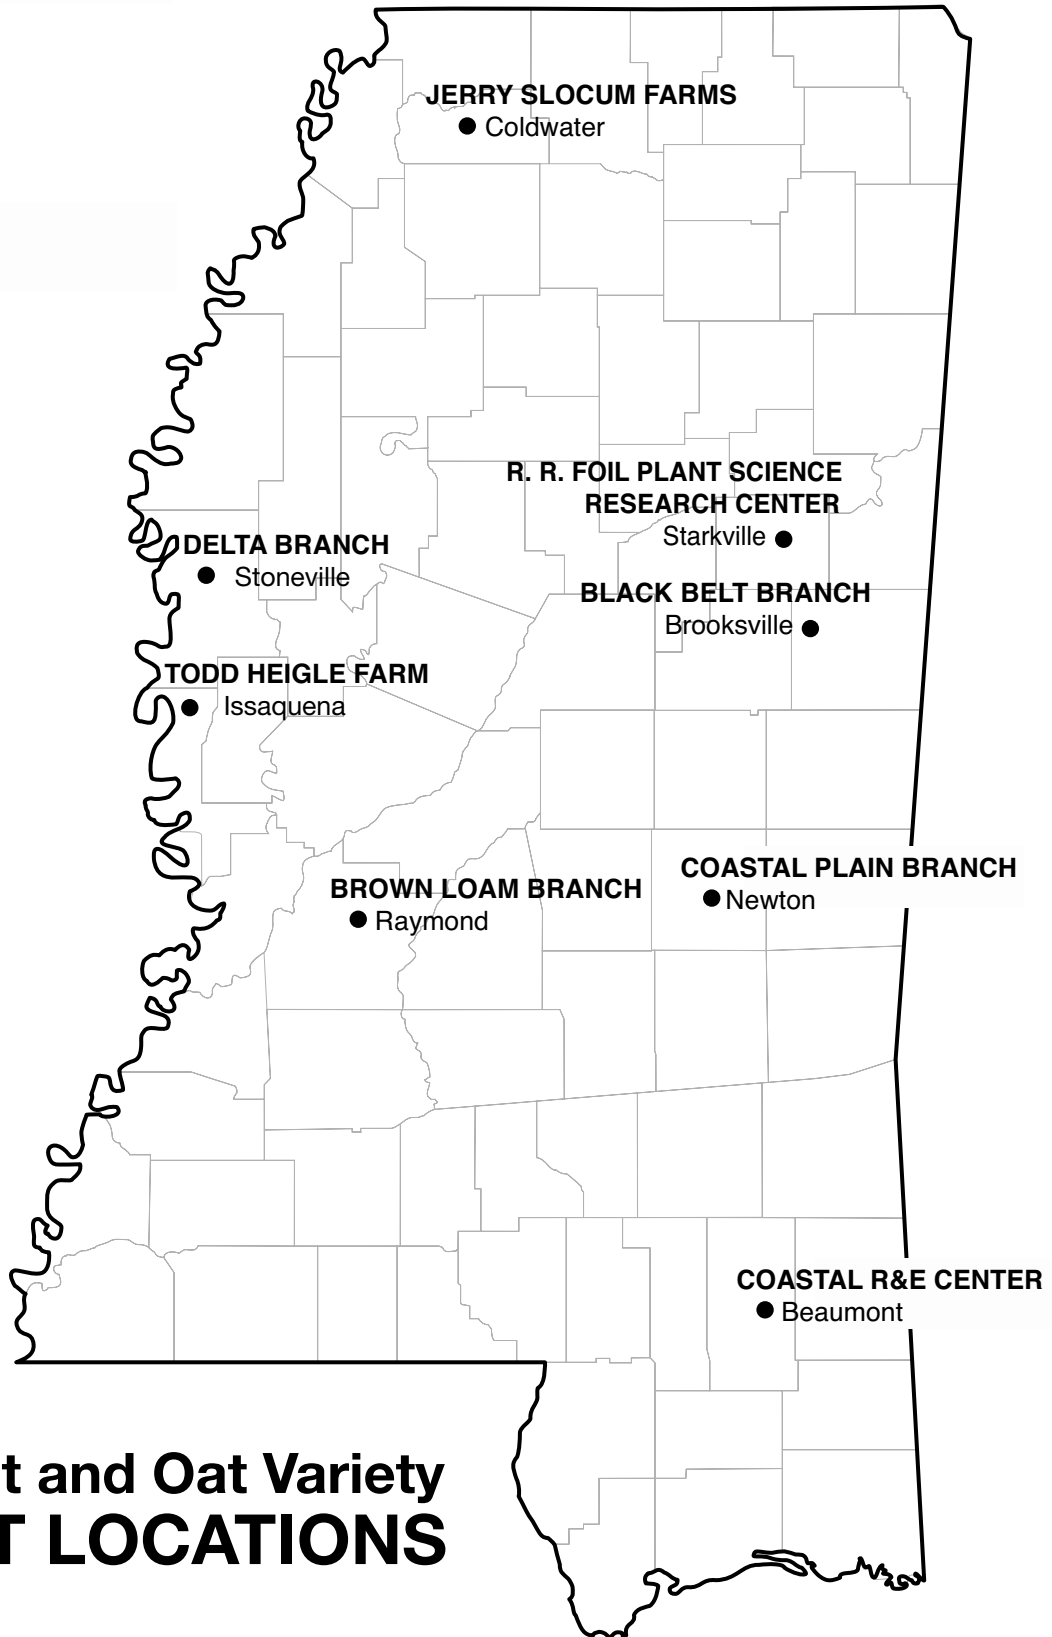 JERRY SLOCUM FARMS
Coldwater
R. R. FOIL PLANT SCIENCE
RESEARCH CENTER
Starkville
DELTA BRANCH
Stoneville
BLACK BELT BRANCH
Brooksville
TODD HEIGLE FARM
Issaquena
COASTAL PLAIN BRANCH
Newton
BROWN LOAM BRANCH
Raymond
COASTAL R&E CENTER
Beaumont
t and Oat Variety
T LOCATIONS